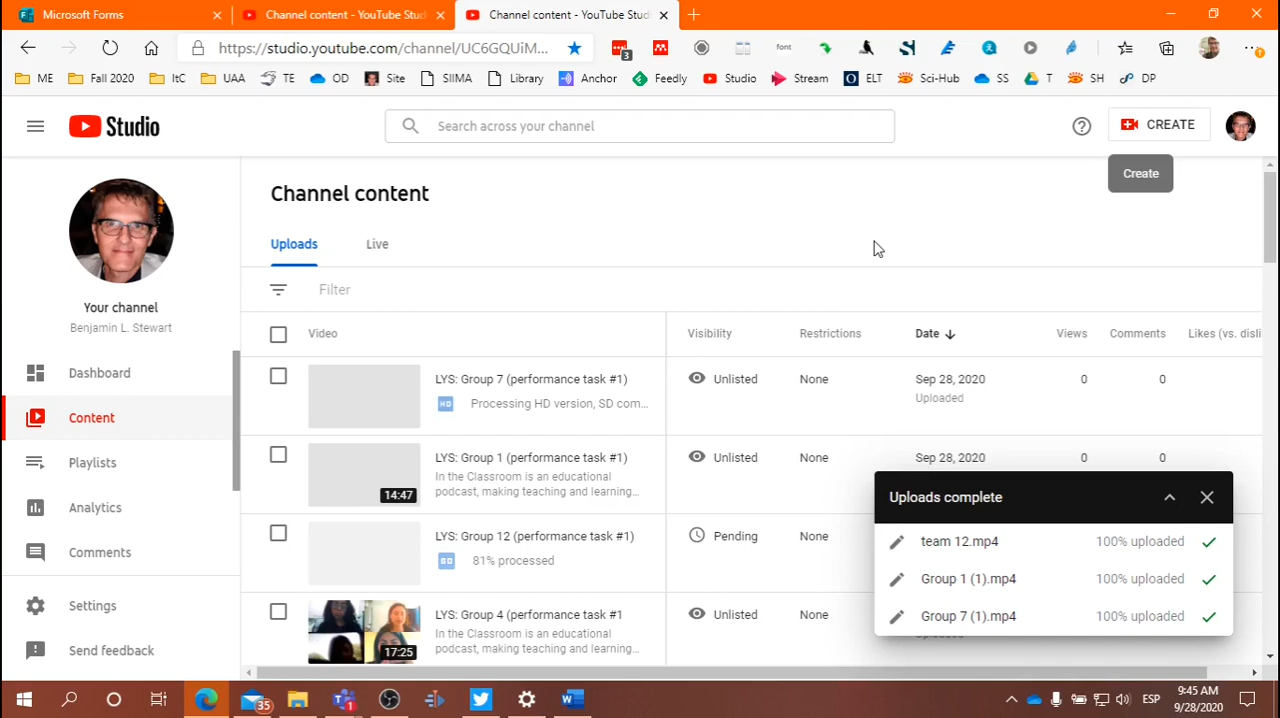 Microsoft Forms
Channel content - YouTube Studi
Channel content - YouTube Studi
https://studio.youtube.com/channel/UC6GQUiM...
3
font
ME
Fall 2020
ItC
UAA
TE
OD
Site
SIIMA
Library
Anchor
Feedly
Studio
Stream
ELT
Sci-Hub
SS
T
SH
DP
Studio
Search across your channel
CREATE
Create
Your channel
Benjamin L. Stewart
Dashboard
Content
Playlists
Analytics
Comments
Settings
Send feedback
Channel content
Uploads Live
Filter
Video Visibility Restrictions Date Views Comments Likes (vs. disli
LYS: Group 7 (performance task #1) Unlisted None Sep 28, 2020 0 0
HD Processing HD version, SD com... Uploaded
LYS: Group 1 (performance task #1) Unlisted None Sep 28, 2020 0 0
In the Classroom is an educational
podcast, making teaching and learning...
14:47
LYS: Group 12 (performance task #1) Pending None
SD 81% processed
LYS: Group 4 (performance task #1 Unlisted None
In the Classroom is an educational
podcast, making teaching and learning...
17:25
Uploads complete
team 12.mp4 100% uploaded
Group 1 (1).mp4 100% uploaded
Group 7 (1).mp4 100% uploaded
35
1
ESP
9:45 AM
9/28/2020